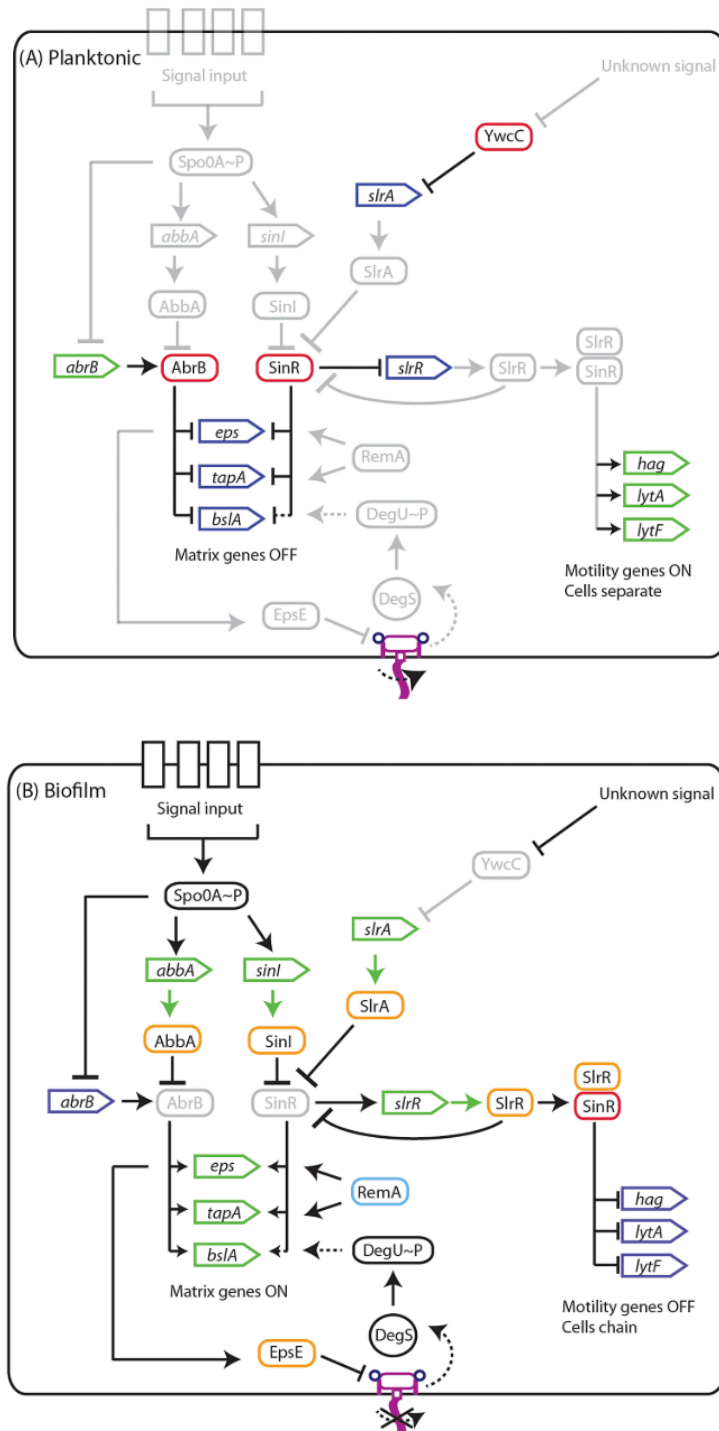 (A) Planktonic
Signal input
Unknown signal
YwcC
Spo0A~P
slrA
abbA
sinI
SlrA
AbbA
SinI
SlrR
abrB
AbrB
SinR
slrR
SlrR
SinR
eps
RemA
hag
tapA
lytA
bslA
DegU~P
lytF
Matrix genes OFF
Motility genes ON
Cells separate
DegS
EpsE
(B) Biofilm
Signal input
Unknown signal
YwcC
Spo0A~P
slrA
abbA
sinI
SlrA
AbbA
SinI
SlrR
abrB
AbrB
SinR
slrR
SlrR
SinR
eps
RemA
hag
tapA
lytA
bslA
DegU~P
lytF
Matrix genes ON
Motility genes OFF
Cells chain
DegS
EpsE